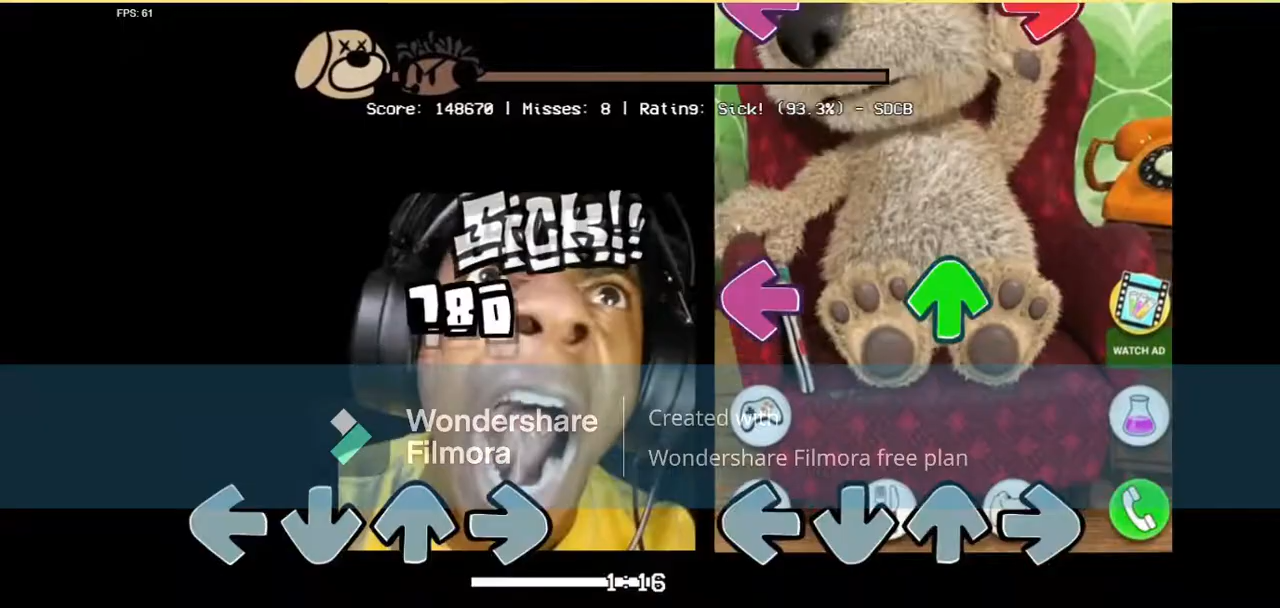 FPS: 61
Score: 148670 | Misses: 8 | Rating: Sick! (93.3%) - SDCB
SiCK!!
180
WATCH AD
Wondershare
Filmora
Created with
Wondershare Filmora free plan
1:16